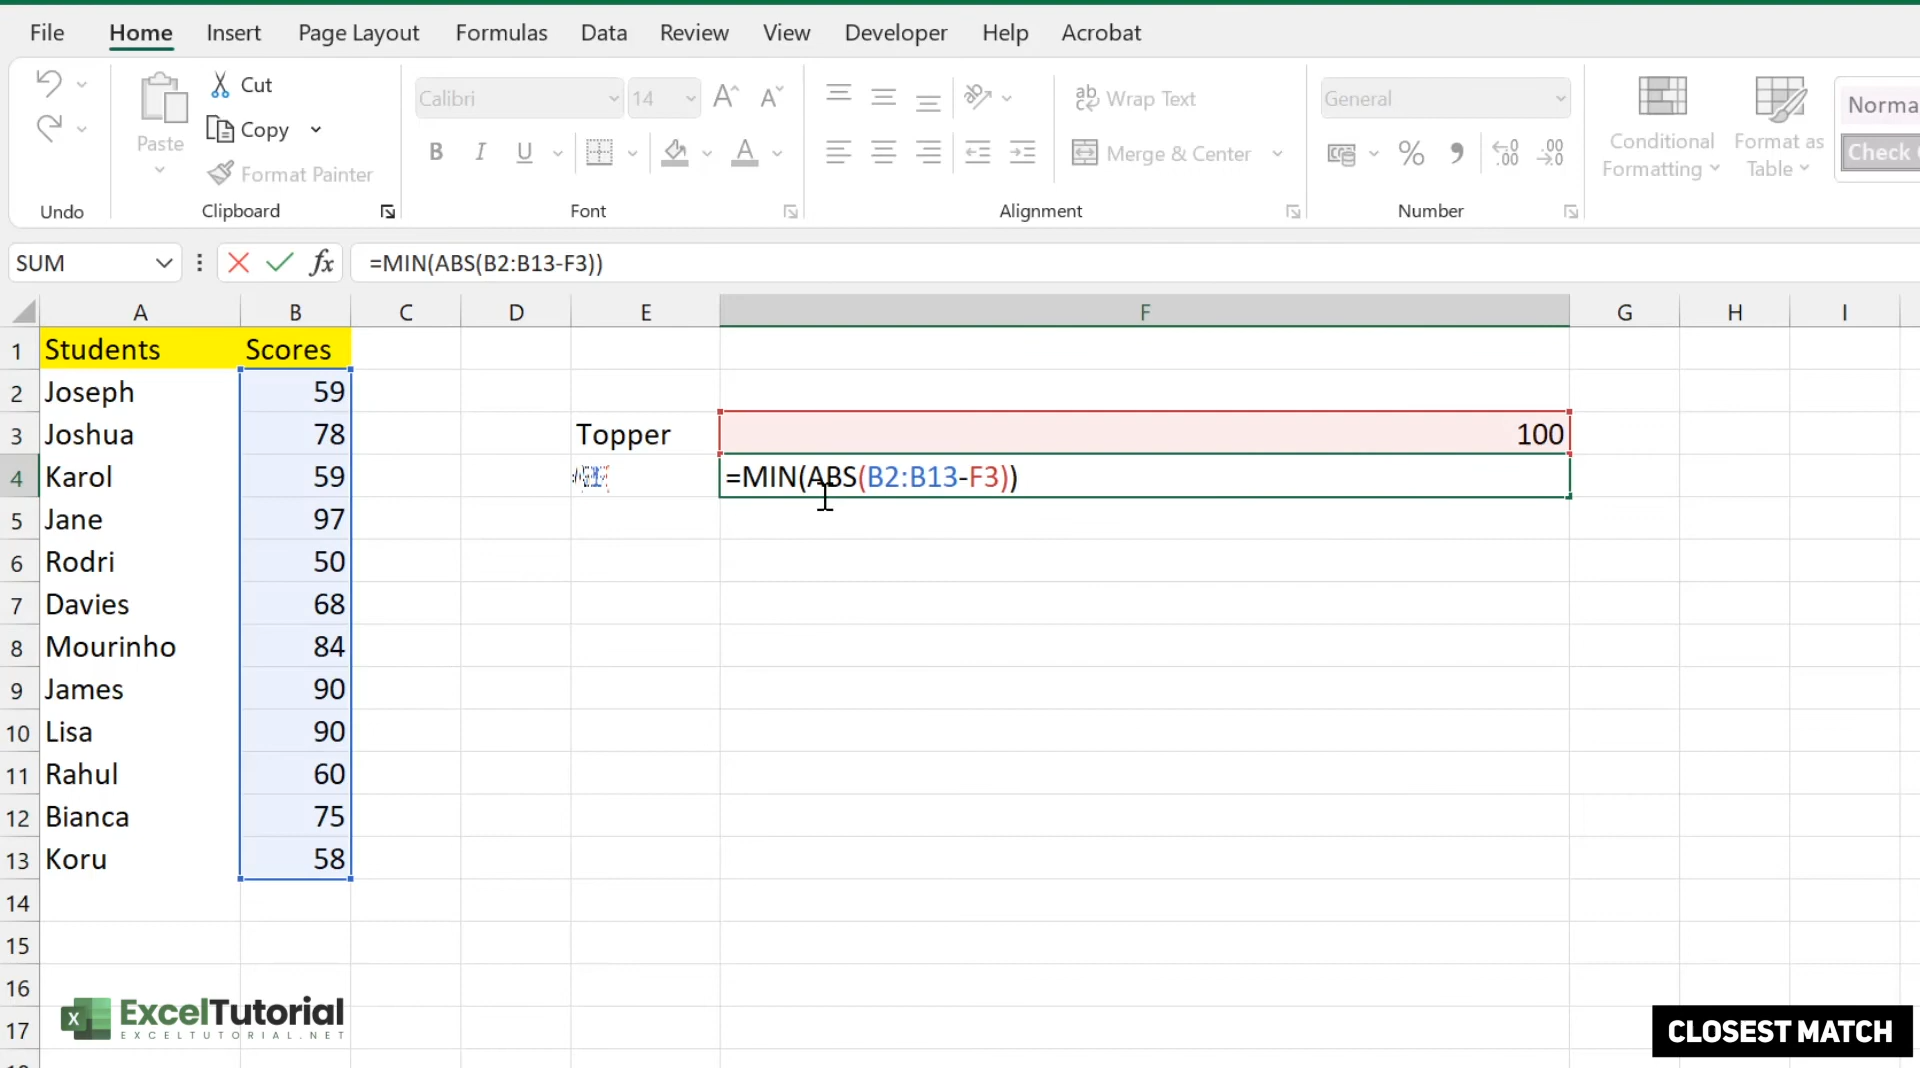 File Home Insert Page Layout Formulas Data Review View Developer Help Acrobat
Cut
Calibri 14 A A ab Wrap Text General Norma
Copy
Paste Conditional Format as
B I U A Merge & Center % .00 .00 Formatting Table Check
Format Painter
Undo Clipboard Font Alignment Number
SUM fx =MIN(ABS(B2:B13-F3))
A B C D E F G H I
1 Students Scores
2 Joseph 59
3 Joshua 78 Topper 100
4 Karol 59 =MIN(ABS(B2:B13-F3))
5 Jane 97
6 Rodri 50
7 Davies 68
8 Mourinho 84
9 James 90
10 Lisa 90
11 Rahul 60
12 Bianca 75
13 Koru 58
14
15
16
17
X ExcelTutorial
EXCELTUTORIAL.NET
CLOSEST MATCH